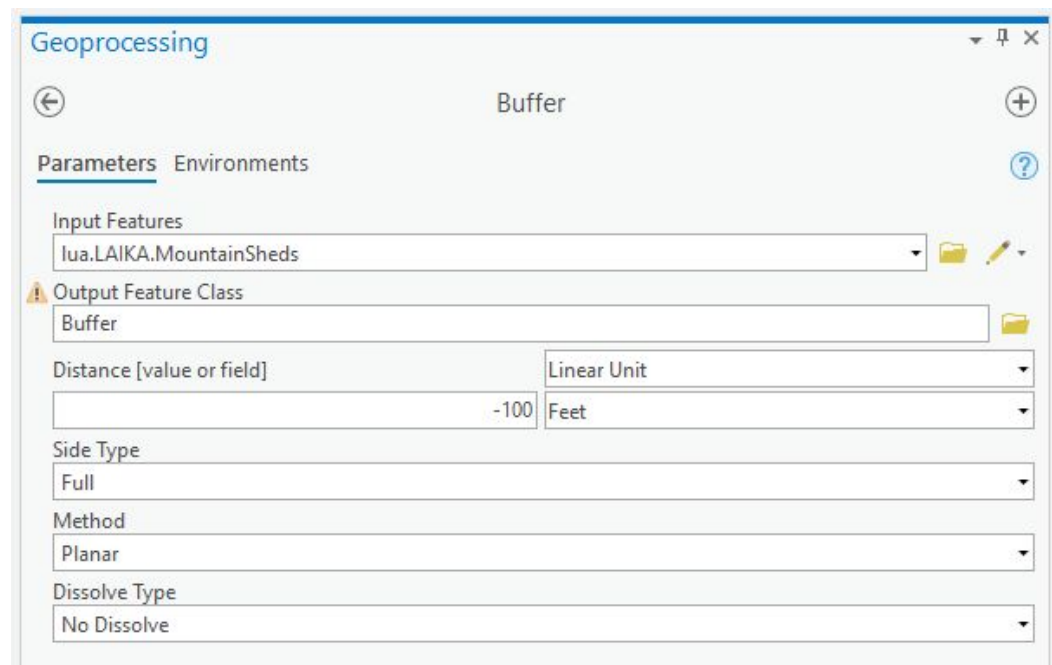 Geoprocessing
Buffer
Parameters Environments
Input Features
lua.LAIKA.MountainSheds
Output Feature Class
Buffer
Distance [value or field] Linear Unit
-100 Feet
Side Type
Full
Method
Planar
Dissolve Type
No Dissolve